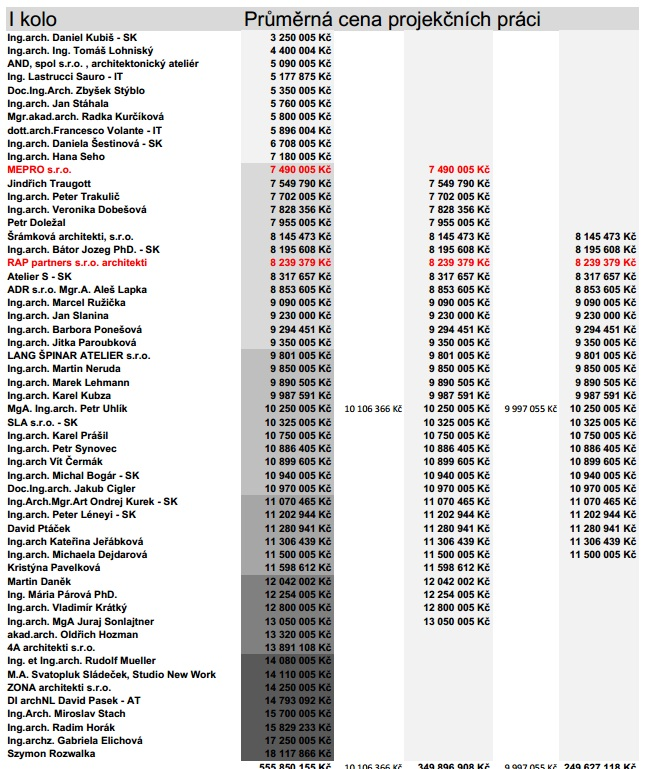 I kolo Průměrná cena projekčních práci
Ing.arch. Daniel Kubiš - SK 3 250 005 Kč
Ing.arch. Ing. Tomáš Lohniský 4 400 004 Kč
AND, spol s.r.o. , architektonický ateliér 5 090 005 Kč
Ing. Lastrucci Sauro - IT 5 177 875 Kč
Doc.Ing.Arch. Zbyšek Stýblo 5 350 005 Kč
Ing.arch. Jan Stáhala 5 760 005 Kč
Mgr.akad.arch. Radka Kurčíková 5 800 005 Kč
dott.arch.Francesco Volante - IT 5 896 004 Kč
Ing.arch. Daniela Šestinová - SK 6 708 005 Kč
Ing.arch. Hana Seho 7 180 005 Kč
MEPRO s.r.o. 7 490 005 Kč 7 490 005 Kč
Jindřich Traugott 7 549 790 Kč 7 549 790 Kč
Ing.arch. Peter Trakulič 7 702 005 Kč 7 702 005 Kč
Ing.arch. Veronika Dobešová 7 828 356 Kč 7 828 356 Kč
Petr Doležal 7 955 005 Kč 7 955 005 Kč
Šrámková architekti, s.r.o. 8 145 473 Kč 8 145 473 Kč 8 145 473 Kč
Ing.arch. Bátor Jozeg PhD. - SK 8 195 608 Kč 8 195 608 Kč 8 195 608 Kč
RAP partners s.r.o. architekti 8 239 379 Kč 8 239 379 Kč 8 239 379 Kč
Atelier S - SK 8 317 657 Kč 8 317 657 Kč 8 317 657 Kč
ADR s.r.o. Mgr.A. Aleš Lapka 8 853 605 Kč 8 853 605 Kč 8 853 605 Kč
Ing.arch. Marcel Ružička 9 090 005 Kč 9 090 005 Kč 9 090 005 Kč
Ing.arch. Jan Slanina 9 230 000 Kč 9 230 000 Kč 9 230 000 Kč
Ing.arch. Barbora Ponešová 9 294 451 Kč 9 294 451 Kč 9 294 451 Kč
Ing.arch. Jitka Paroubková 9 350 005 Kč 9 350 005 Kč 9 350 005 Kč
LANG ŠPINAR ATELIER s.r.o. 9 801 005 Kč 9 801 005 Kč 9 801 005 Kč
Ing.arch. Martin Neruda 9 850 005 Kč 9 850 005 Kč 9 850 005 Kč
Ing.arch. Marek Lehmann 9 890 505 Kč 9 890 505 Kč 9 890 505 Kč
Ing.arch. Karel Kubza 9 987 591 Kč 9 987 591 Kč 9 987 591 Kč
MgA. Ing.arch. Petr Uhlík 10 250 005 Kč 10 106 366 Kč 10 250 005 Kč 9 997 055 Kč 10 250 005 Kč
SLA s.r.o. - SK 10 325 005 Kč 10 325 005 Kč 10 325 005 Kč
Ing.arch. Karel Prášil 10 750 005 Kč 10 750 005 Kč 10 750 005 Kč
Ing.arch. Petr Synovec 10 886 405 Kč 10 886 405 Kč 10 886 405 Kč
Ing.arch Vít Čermák 10 899 605 Kč 10 899 605 Kč 10 899 605 Kč
Ing.arch. Michal Bogár - SK 10 940 005 Kč 10 940 005 Kč 10 940 005 Kč
Doc.Ing.arch. Jakub Cigler 10 970 005 Kč 10 970 005 Kč 10 970 005 Kč
Ing.Arch.Mgr.Art Ondrej Kurek - SK 11 070 465 Kč 11 070 465 Kč 11 070 465 Kč
Ing.arch. Peter Léneyi - SK 11 202 944 Kč 11 202 944 Kč 11 202 944 Kč
David Ptáček 11 280 941 Kč 11 280 941 Kč 11 280 941 Kč
Ing.arch Kateřina Jeřábková 11 306 439 Kč 11 306 439 Kč 11 306 439 Kč
Ing.arch. Michaela Dejdarová 11 500 005 Kč 11 500 005 Kč 11 500 005 Kč
Kristýna Pavelková 11 598 612 Kč 11 598 612 Kč
Martin Daněk 12 042 002 Kč 12 042 002 Kč
Ing. Mária Párová PhD. 12 254 005 Kč 12 254 005 Kč
Ing.arch. Vladimír Krátký 12 800 005 Kč 12 800 005 Kč
Ing.arch. MgA Juraj Sonlajtner 13 050 005 Kč 13 050 005 Kč
akad.arch. Oldřich Hozman 13 320 005 Kč
4A architekti s.r.o. 13 891 108 Kč
Ing. et Ing.arch. Rudolf Mueller 14 080 005 Kč
M.A. Svatopluk Sládeček, Studio New Work 14 110 005 Kč
ZONA architekti s.r.o. 14 250 005 Kč
DI archNL David Pasek - AT 14 793 092 Kč
Ing.Arch. Miroslav Stach 15 700 005 Kč
Ing.arch. Radim Horák 15 829 233 Kč
Ing.archz. Gabriela Elichová 17 250 005 Kč
Szymon Rozwalka 18 117 866 Kč
555 850 155 Kč 10 106 366 Kč 349 896 908 Kč 9 997 055 Kč 249 627 118 Kč